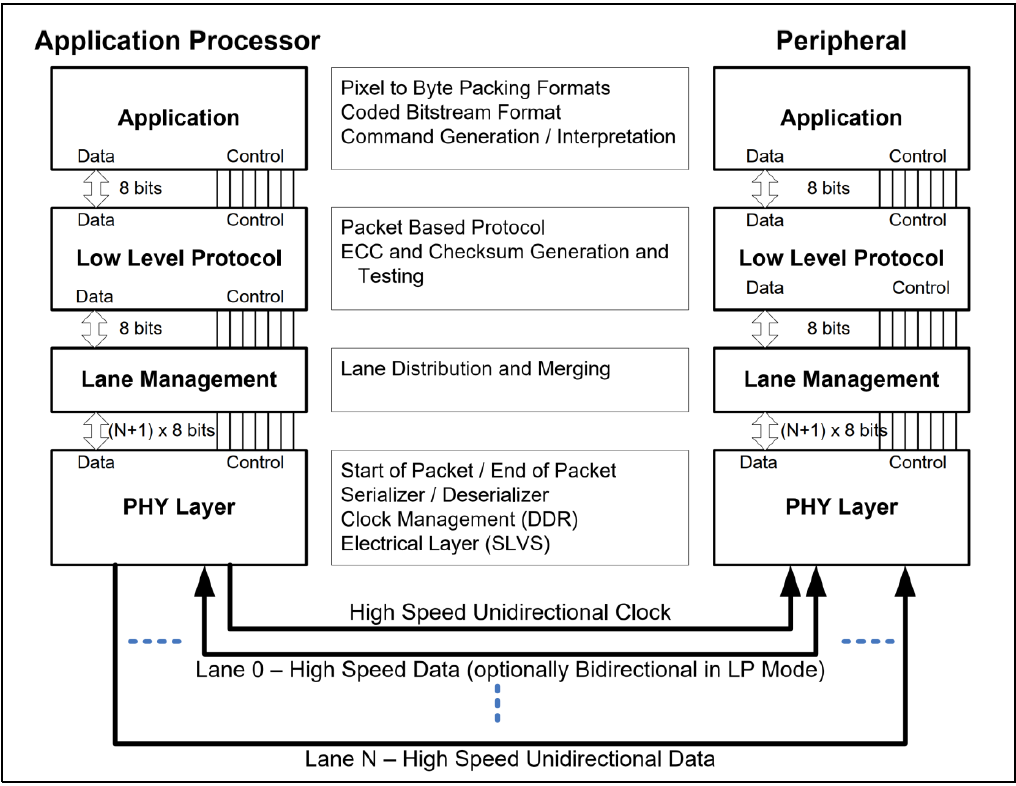 Application Processor
Peripheral
Application
Data
Control
Pixel to Byte Packing Formats
Coded Bitstream Format
Command Generation / Interpretation
Application
Data
Control
8 bits
8 bits
Data
Control
Low Level Protocol
Data
Control
Packet Based Protocol
ECC and Checksum Generation and
Testing
Data
Control
Low Level Protocol
Data
Control
8 bits
8 bits
Lane Management
Lane Distribution and Merging
Lane Management
(N+1) x 8 bits
(N+1) x 8 bits
Data
Control
PHY Layer
Start of Packet / End of Packet
Serializer / Deserializer
Clock Management (DDR)
Electrical Layer (SLVS)
Data
Control
PHY Layer
High Speed Unidirectional Clock
Lane 0 – High Speed Data (optionally Bidirectional in LP Mode)
Lane N – High Speed Unidirectional Data